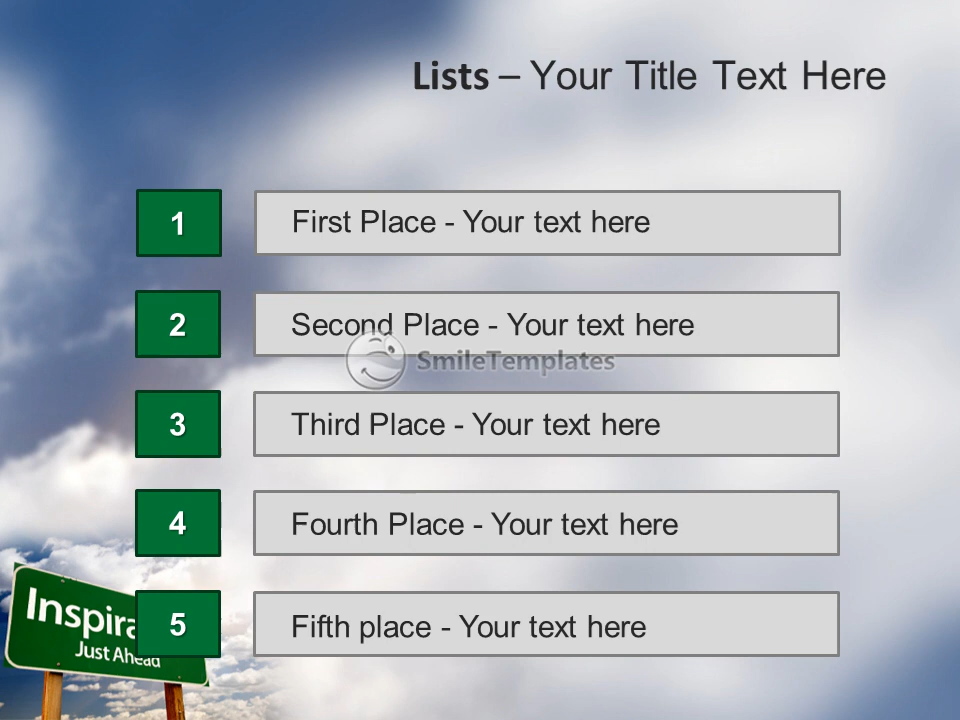 Lists – Your Title Text Here
1 First Place - Your text here
2 Second Place - Your text here
SmileTemplates
3 Third Place - Your text here
4 Fourth Place - Your text here
5 Fifth place - Your text here
Inspira
Just Ahead